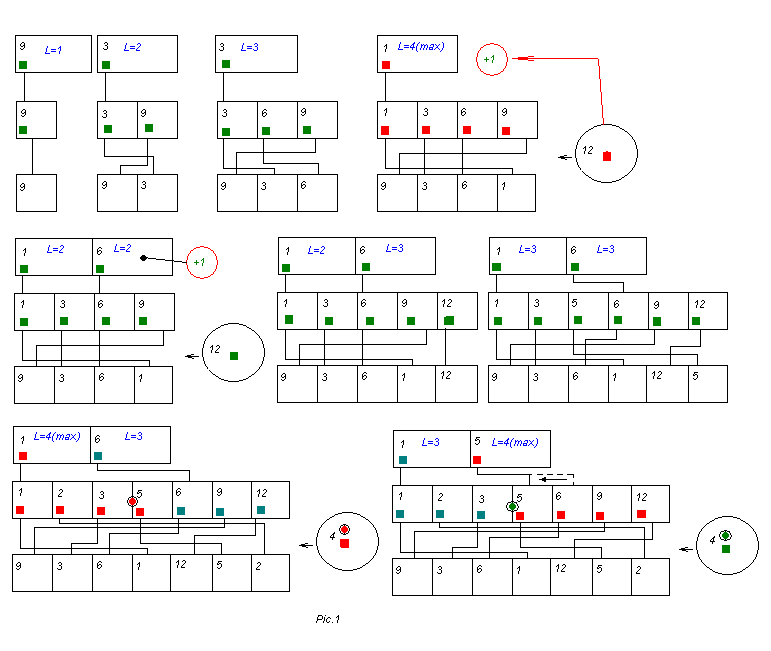 9 L=1
3 L=2
3 L=3
1 L=4(max)
+1
9
3 9
3 6 9
1 3 6 9
12
9
9 3
9 3 6
9 3 6 1
1 L=2 6 L=2
+1
1 L=2 6 L=3
1 L=3 6 L=3
1 3 6 9
1 3 6 9 12
1 3 5 6 9 12
12
9 3 6 1
9 3 6 1 12
9 3 6 1 12 5
1 L=4(max) 6 L=3
1 L=3 5 L=4(max)
1 2 3 5 6 9 12
1 2 3 5 6 9 12
4
4
9 3 6 1 12 5 2
9 3 6 1 12 5 2
Pic.1